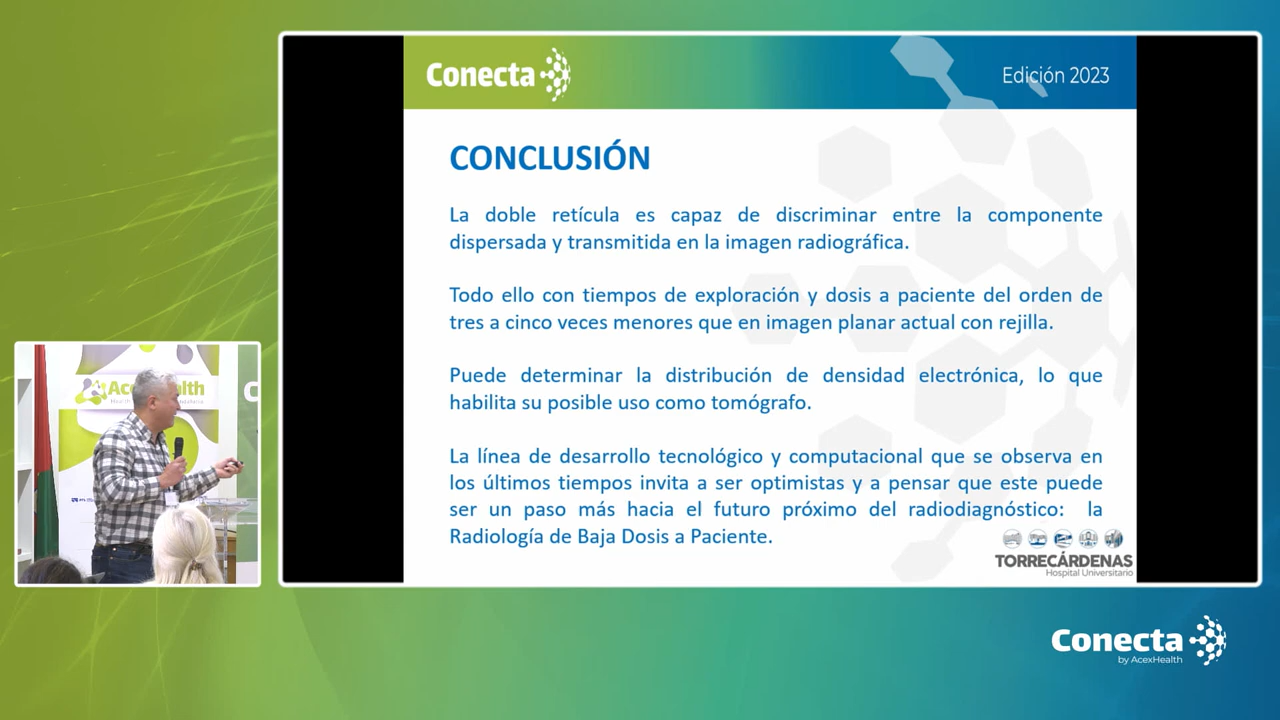 Conecta
Edición 2023
CONCLUSIÓN
La doble retícula es capaz de discriminar entre la componente
dispersada y transmitida en la imagen radiográfica.
Todo ello con tiempos de exploración y dosis a paciente del orden de
tres a cinco veces menores que en imagen planar actual con rejilla.
Puede determinar la distribución de densidad electrónica, lo que
habilita su posible uso como tomógrafo.
La línea de desarrollo tecnológico y computacional que se observa en
los últimos tiempos invita a ser optimistas y a pensar que este puede
ser un paso más hacia el futuro próximo del radiodiagnóstico: la
Radiología de Baja Dosis a Paciente.
TORRECÁRDENAS
Hospital Universitario
Conecta
by AcexHealth